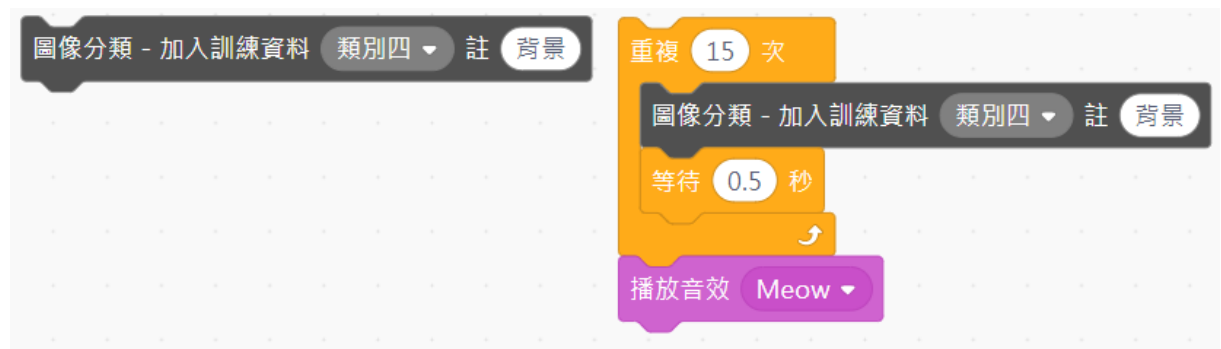 圖像分類 - 加入訓練資料 類別四 註 背景
重複 15 次
圖像分類 - 加入訓練資料 類別四 註 背景
等待 0.5 秒
播放音效 Meow